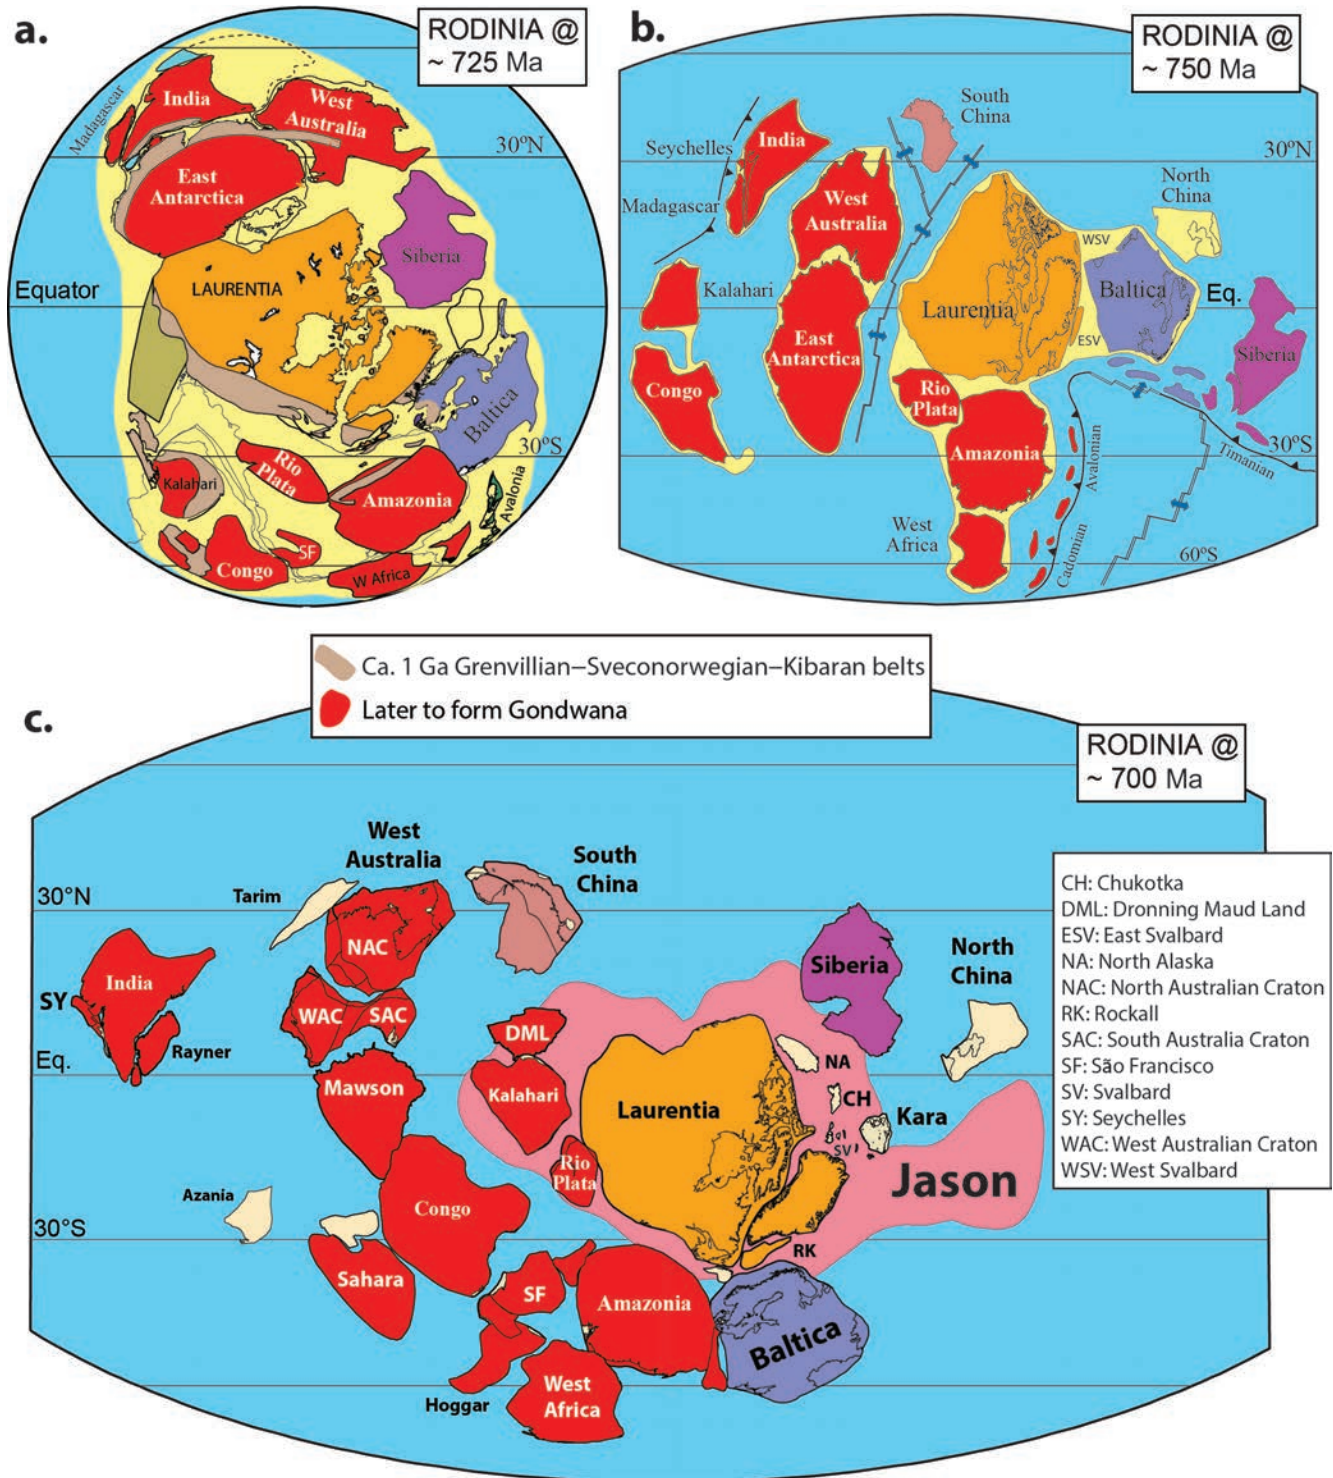 a.
RODINIA @
~ 725 Ma
Madagascar
India
West
Australia
30ºN
East
Antarctica
Siberia
Equator
LAURENTIA
Baltica
30ºS
Kalahari
Rio
Plata
Amazonia
Avalonia
SF
Congo
W Africa
b.
RODINIA @
~ 750 Ma
South
China
Seychelles
India
30ºN
North
China
Madagascar
West
Australia
WSV
Kalahari
Laurentia
Baltica
Eq.
East
Antarctica
ESV
Siberia
Congo
Rio
Plata
Amazonia
Avalonian
Timanian
30ºS
West
Africa
Cadomian
60ºS
Ca. 1 Ga Grenvillian–Sveconorwegian–Kibaran belts
Later to form Gondwana
c.
RODINIA @
~ 700 Ma
West
Australia
South
China
Tarim
30°N
NAC
Siberia
North
China
India
SY
WAC
SAC
DML
Rayner
Eq.
NA
Mawson
Kalahari
Laurentia
CH
Kara
SV
Rio
Plata
Jason
Azania
Congo
30°S
RK
Sahara
SF
Amazonia
Baltica
Hoggar
West
Africa
CH: Chukotka
DML: Dronning Maud Land
ESV: East Svalbard
NA: North Alaska
NAC: North Australian Craton
RK: Rockall
SAC: South Australia Craton
SF: São Francisco
SV: Svalbard
SY: Seychelles
WAC: West Australian Craton
WSV: West Svalbard